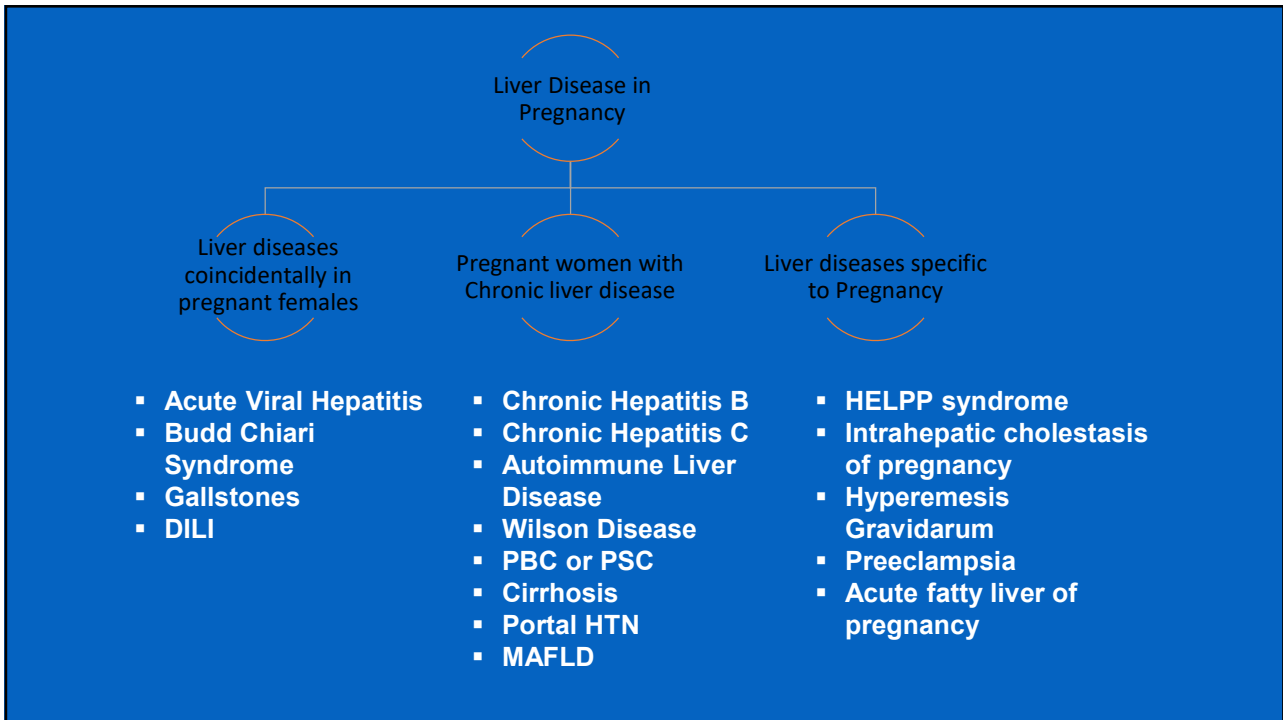 Liver Disease in
Pregnancy
Liver diseases
coincidentally in
pregnant females
Pregnant women with
Chronic liver disease
Liver diseases specific
to Pregnancy
▪ Acute Viral Hepatitis
▪ Budd Chiari
Syndrome
▪ Gallstones
▪ DILI
▪ Chronic Hepatitis B
▪ Chronic Hepatitis C
▪ Autoimmune Liver
Disease
▪ Wilson Disease
▪ PBC or PSC
▪ Cirrhosis
▪ Portal HTN
▪ MAFLD
▪ HELPP syndrome
▪ Intrahepatic cholestasis
of pregnancy
▪ Hyperemesis
Gravidarum
▪ Preeclampsia
▪ Acute fatty liver of
pregnancy